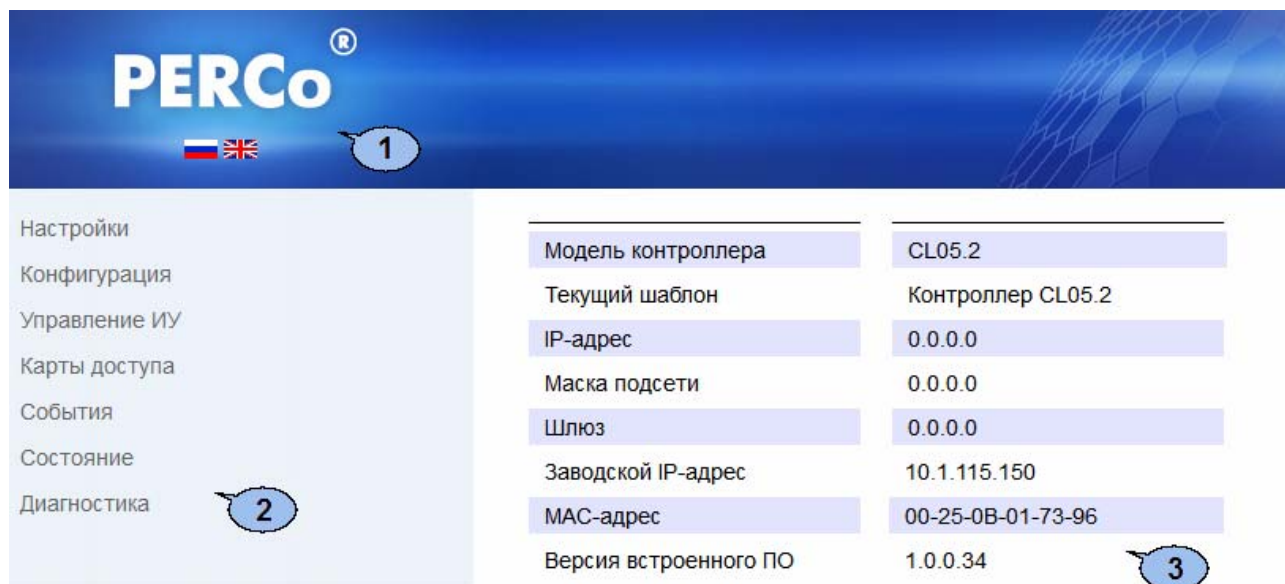 PERCo®
1
Настройки
Конфигурация
Управление ИУ
Карты доступа
События
Состояние
Диагностика
2
Модель контроллера CL05.2
Текущий шаблон Контроллер CL05.2
IP-адрес 0.0.0.0
Маска подсети 0.0.0.0
Шлюз 0.0.0.0
Заводской IP-адрес 10.1.115.150
MAC-адрес 00-25-0B-01-73-96
Версия встроенного ПО 1.0.0.34
3